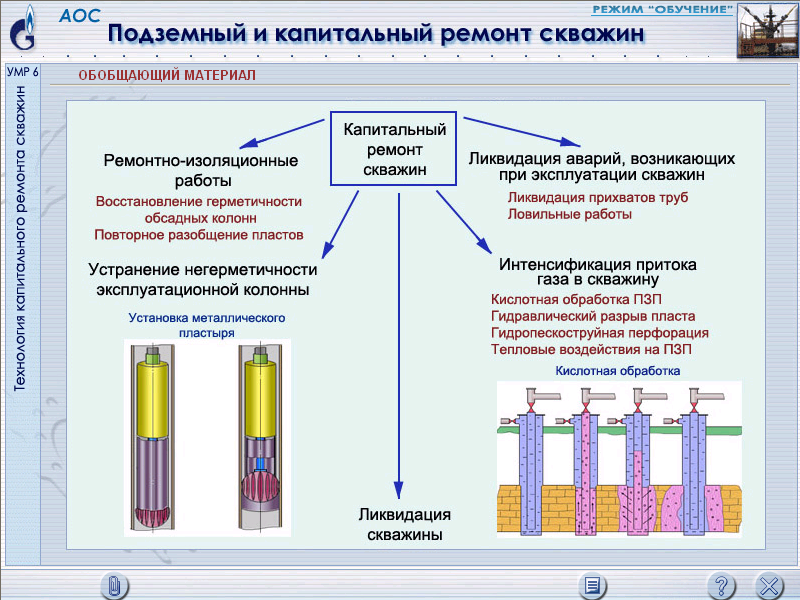 АОС
РЕЖИМ “ОБУЧЕНИЕ”
Подземный и капитальный ремонт скважин
УМР 6
ОБОБЩАЮЩИЙ МАТЕРИАЛ
Технология капитального ремонта скважин
Капитальный
ремонт
скважин
Ремонтно-изоляционные
работы
Восстановление герметичности
обсадных колонн
Повторное разобщение пластов
Ликвидация аварий, возникающих
при эксплуатации скважин
Ликвидация прихватов труб
Ловильные работы
Устранение негерметичности
эксплуатационной колонны
Установка металлического
пластыря
Интенсификация притока
газа в скважину
Кислотная обработка ПЗП
Гидравлический разрыв пласта
Гидропескоструйная перфорация
Тепловые воздействия на ПЗП
Кислотная обработка
Ликвидация
скважины
?